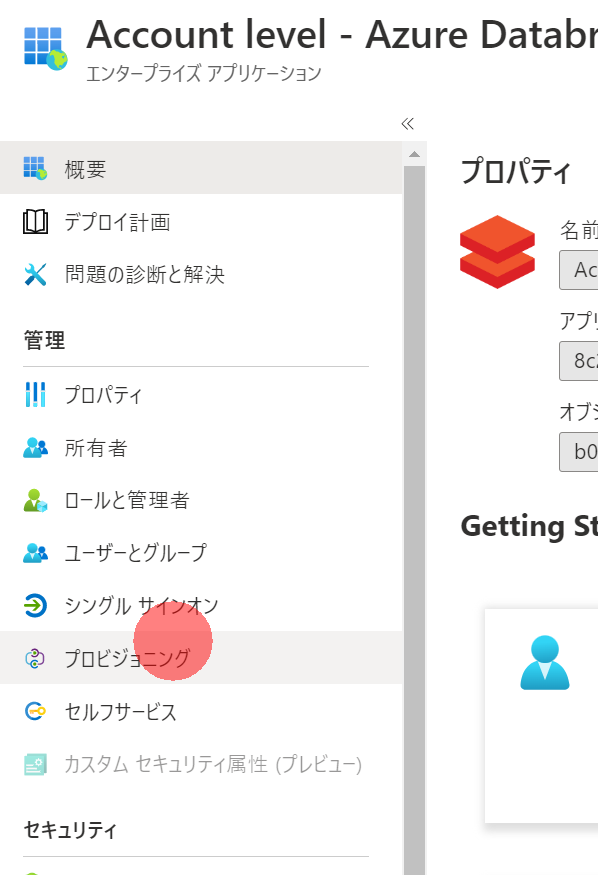 Account level - Azure Databr
エンタープライズ アプリケーション
«
概要
デプロイ計画
問題の診断と解決
管理
プロパティ
所有者
ロールと管理者
ユーザーとグループ
シングル サインオン
プロビジョニング
セルフサービス
カスタム セキュリティ属性 (プレビュー)
セキュリティ
プロパティ
名前
Ac
アプリ
8c2
オブジ
b0
Getting St